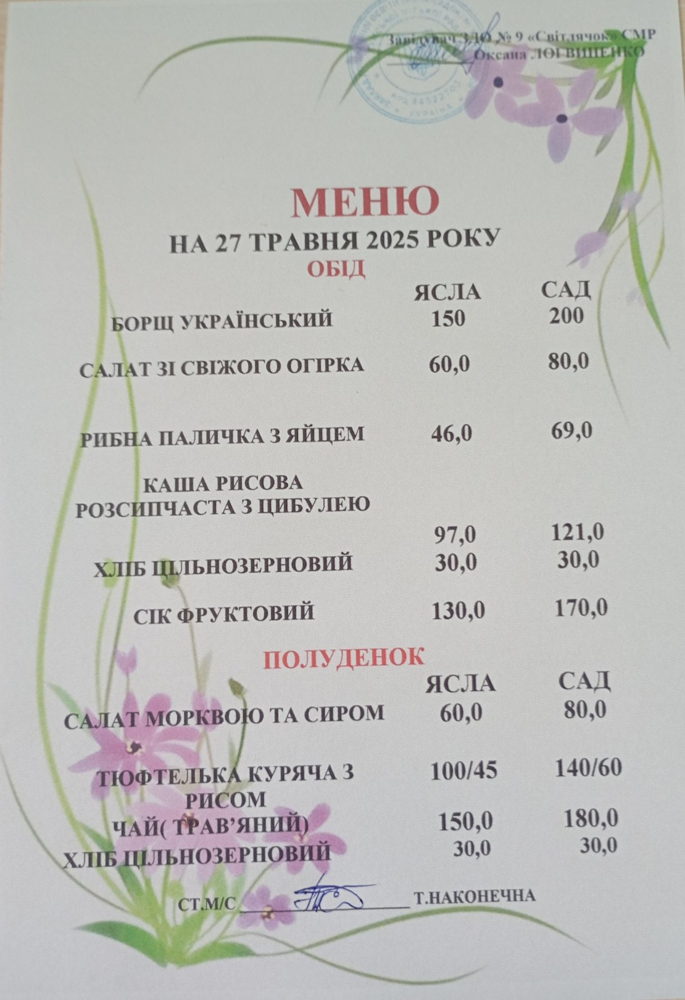 Завідувач ЗДО № 9 «Світлячок» СМР
Оксана ЛОГВИНЕНКО
УКРАЇНА
МЕНЮ
НА 27 ТРАВНЯ 2025 РОКУ
ОБІД
ЯСЛА САД
БОРЩ УКРАЇНСЬКИЙ 150 200
САЛАТ ЗІ СВІЖОГО ОГІРКА 60,0 80,0
РИБНА ПАЛИЧКА З ЯЙЦЕМ 46,0 69,0
КАША РИСОВА
РОЗСИПЧАСТА З ЦИБУЛЕЮ
97,0 121,0
ХЛІБ ЦІЛЬНОЗЕРНОВИЙ 30,0 30,0
СІК ФРУКТОВИЙ 130,0 170,0
ПОЛУДЕНОК
ЯСЛА САД
САЛАТ МОРКВОЮ ТА СИРОМ 60,0 80,0
ТЮФТЕЛЬКА КУРЯЧА З 100/45 140/60
РИСОМ
ЧАЙ( ТРАВ’ЯНИЙ) 150,0 180,0
ХЛІБ ЦІЛЬНОЗЕРНОВИЙ 30,0 30,0
СТ.М/С Т.НАКОНЕЧНА